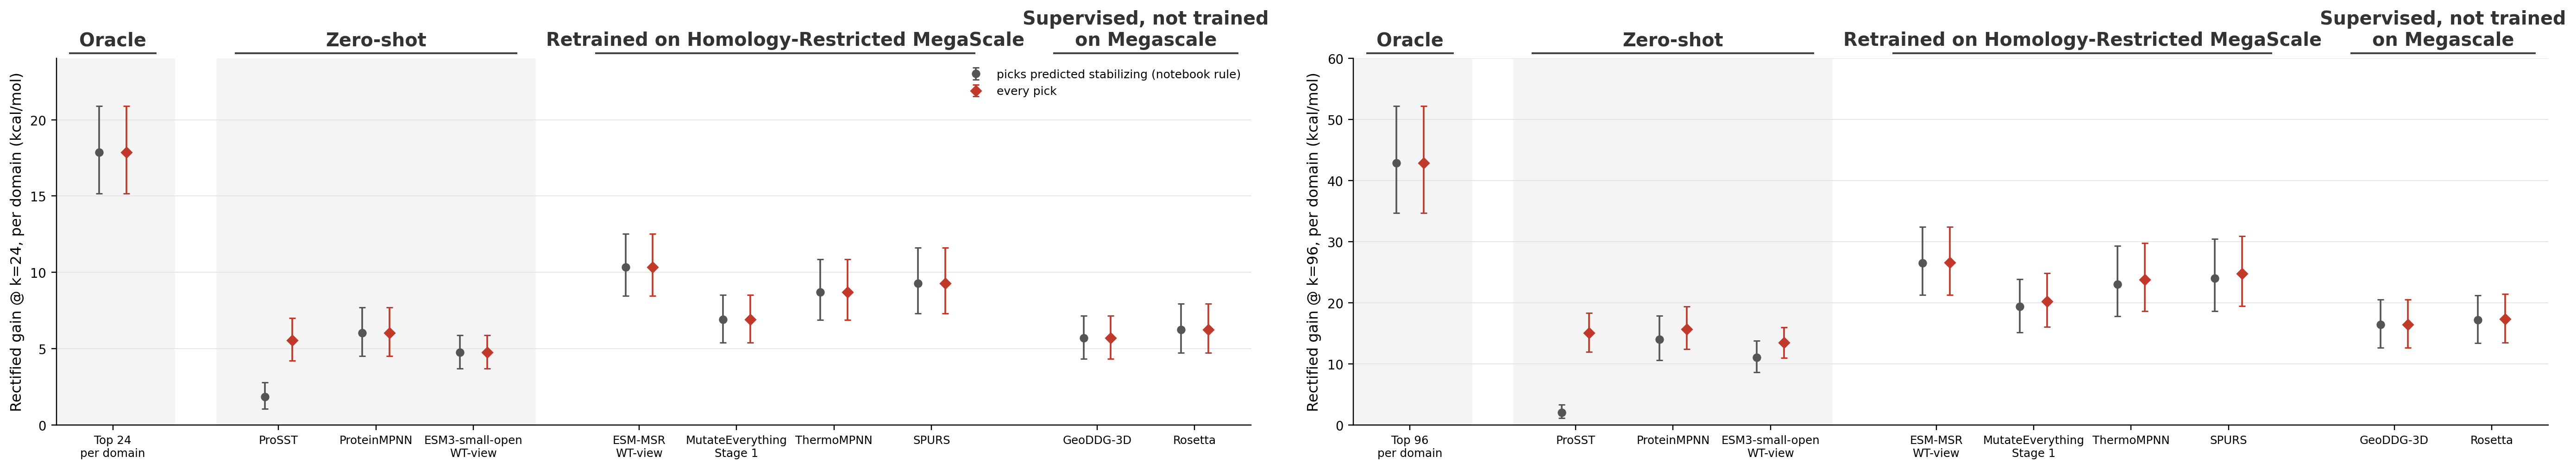 Oracle
Zero-shot
Retrained on Homology-Restricted MegaScale
Supervised, not trained
on Megascale
Rectified gain @ k=24, per domain (kcal/mol)
20
15
10
5
0
picks predicted stabilizing (notebook rule)
every pick
Top 24
per domain
ProSST
ProteinMPNN
ESM3-small-open
WT-view
ESM-MSR
WT-view
MutateEverything
Stage 1
ThermoMPNN
SPURS
GeoDDG-3D
Rosetta
Oracle
Zero-shot
Retrained on Homology-Restricted MegaScale
Supervised, not trained
on Megascale
Rectified gain @ k=96, per domain (kcal/mol)
60
50
40
30
20
10
0
Top 96
per domain
ProSST
ProteinMPNN
ESM3-small-open
WT-view
ESM-MSR
WT-view
MutateEverything
Stage 1
ThermoMPNN
SPURS
GeoDDG-3D
Rosetta